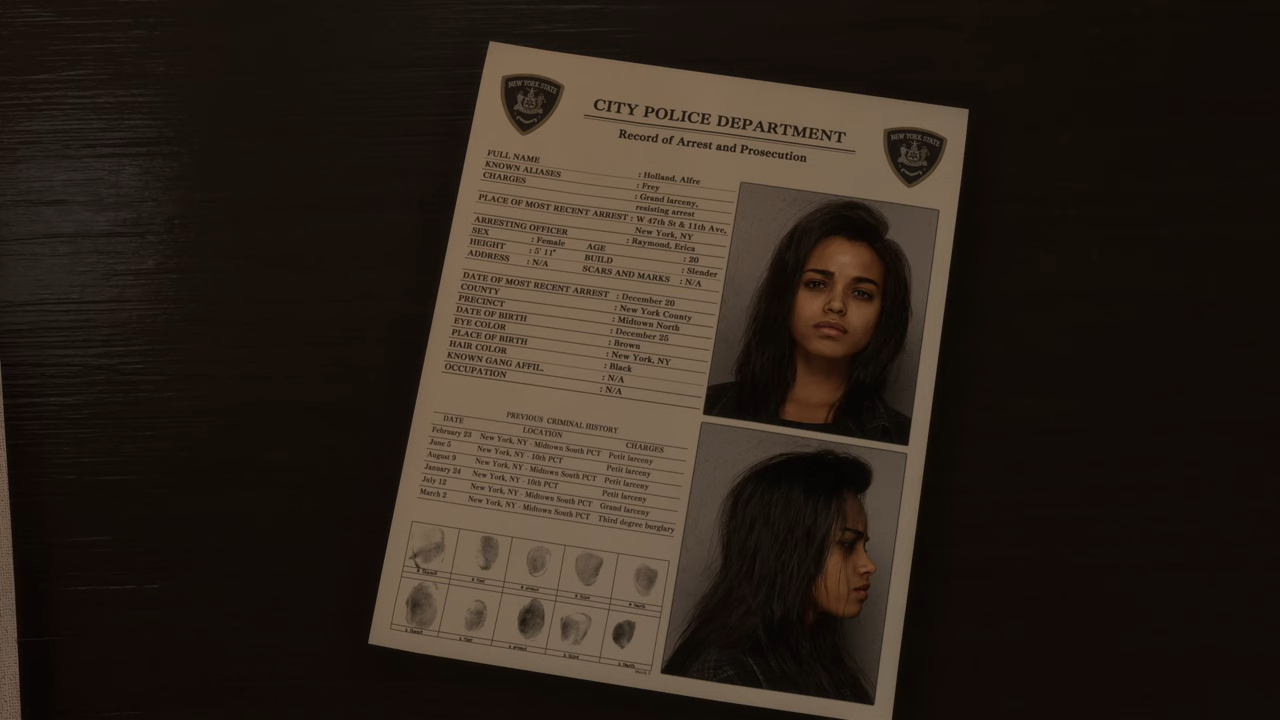 NEW YORK STATE
CITY POLICE DEPARTMENT
NEW YORK STATE
Record of Arrest and Prosecution
FULL NAME : Holland, Alfre
KNOWN ALIASES : Frey
CHARGES : Grand larceny,
resisting arrest
PLACE OF MOST RECENT ARREST : W 47th St & 11th Ave,
New York, NY
ARRESTING OFFICER : Raymond, Erica
SEX : Female AGE : 20
HEIGHT : 5' 11" BUILD : Slender
ADDRESS : N/A SCARS AND MARKS : N/A
DATE OF MOST RECENT ARREST : December 20
COUNTY : New York County
PRECINCT : Midtown North
DATE OF BIRTH : December 25
EYE COLOR : Brown
PLACE OF BIRTH : New York, NY
HAIR COLOR : Black
KNOWN GANG AFFIL. : N/A
OCCUPATION : N/A
PREVIOUS CRIMINAL HISTORY
DATE LOCATION CHARGES
February 23 New York, NY - Midtown South PCT Petit larceny
June 5 New York, NY - 10th PCT Petit larceny
August 9 New York, NY - Midtown South PCT Petit larceny
January 24 New York, NY - 10th PCT Petit larceny
July 12 New York, NY - Midtown South PCT Grand larceny
March 2 New York, NY - Midtown South PCT Third degree burglary